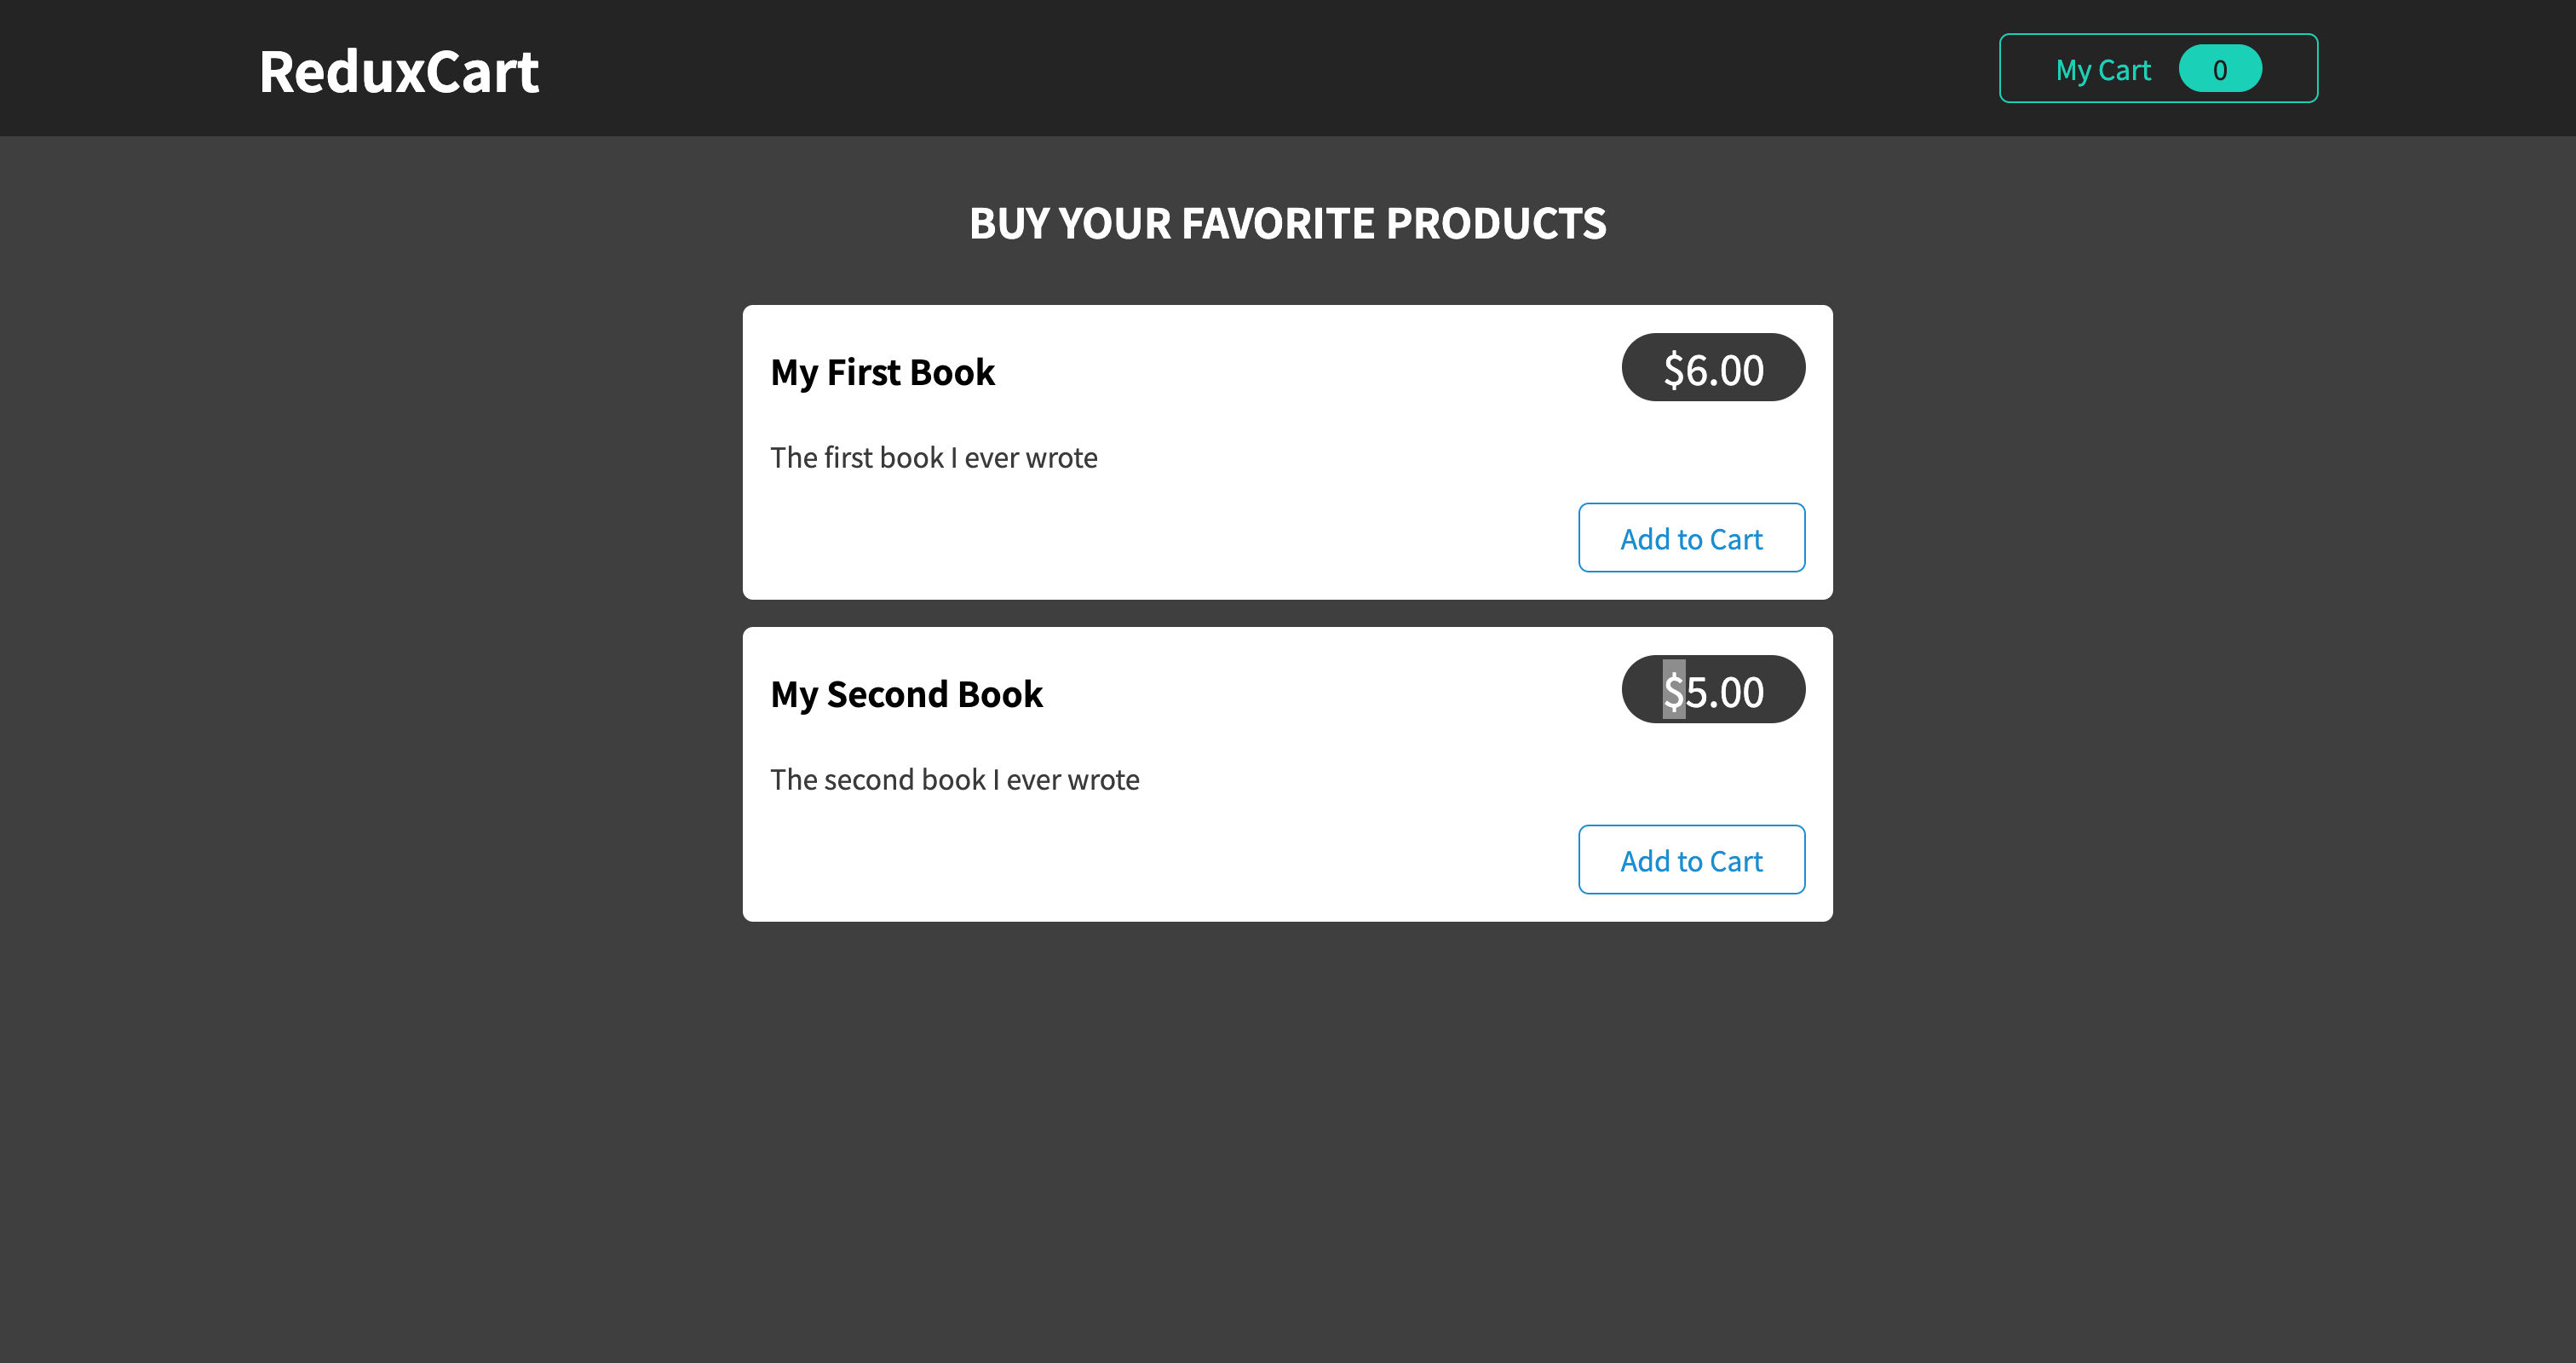 ReduxCart
My Cart 0
BUY YOUR FAVORITE PRODUCTS
My First Book
$6.00
The first book I ever wrote
Add to Cart
My Second Book
$5.00
The second book I ever wrote
Add to Cart